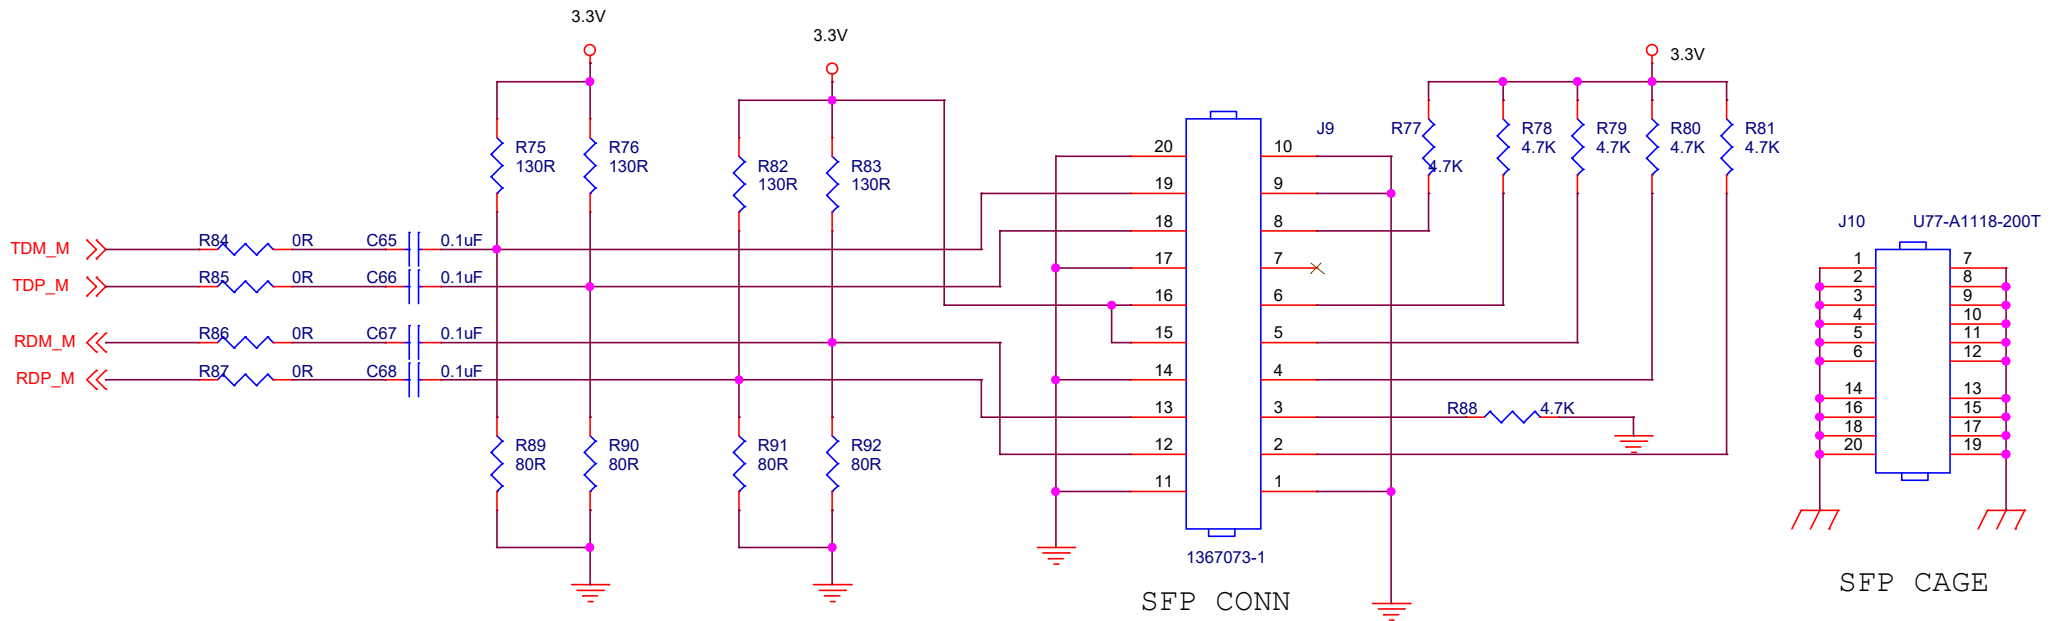 3.3V
3.3V
3.3V
R75
130R
R76
130R
R82
130R
R83
130R
J9
R77
4.7K
R78
4.7K
R79
4.7K
R80
4.7K
R81
4.7K
TDM_M
R84
0R
C65
0.1uF
TDP_M
R85
0R
C66
0.1uF
RDM_M
R86
0R
C67
0.1uF
RDP_M
R87
0R
C68
0.1uF
R89
80R
R90
80R
R91
80R
R92
80R
20
19
18
17
16
15
14
13
12
11
10
9
8
7
6
5
4
3
2
1
R88
4.7K
1367073-1
SFP CONN
J10
U77-A1118-200T
1
2
3
4
5
6
14
16
18
20
7
8
9
10
11
12
13
15
17
19
SFP CAGE